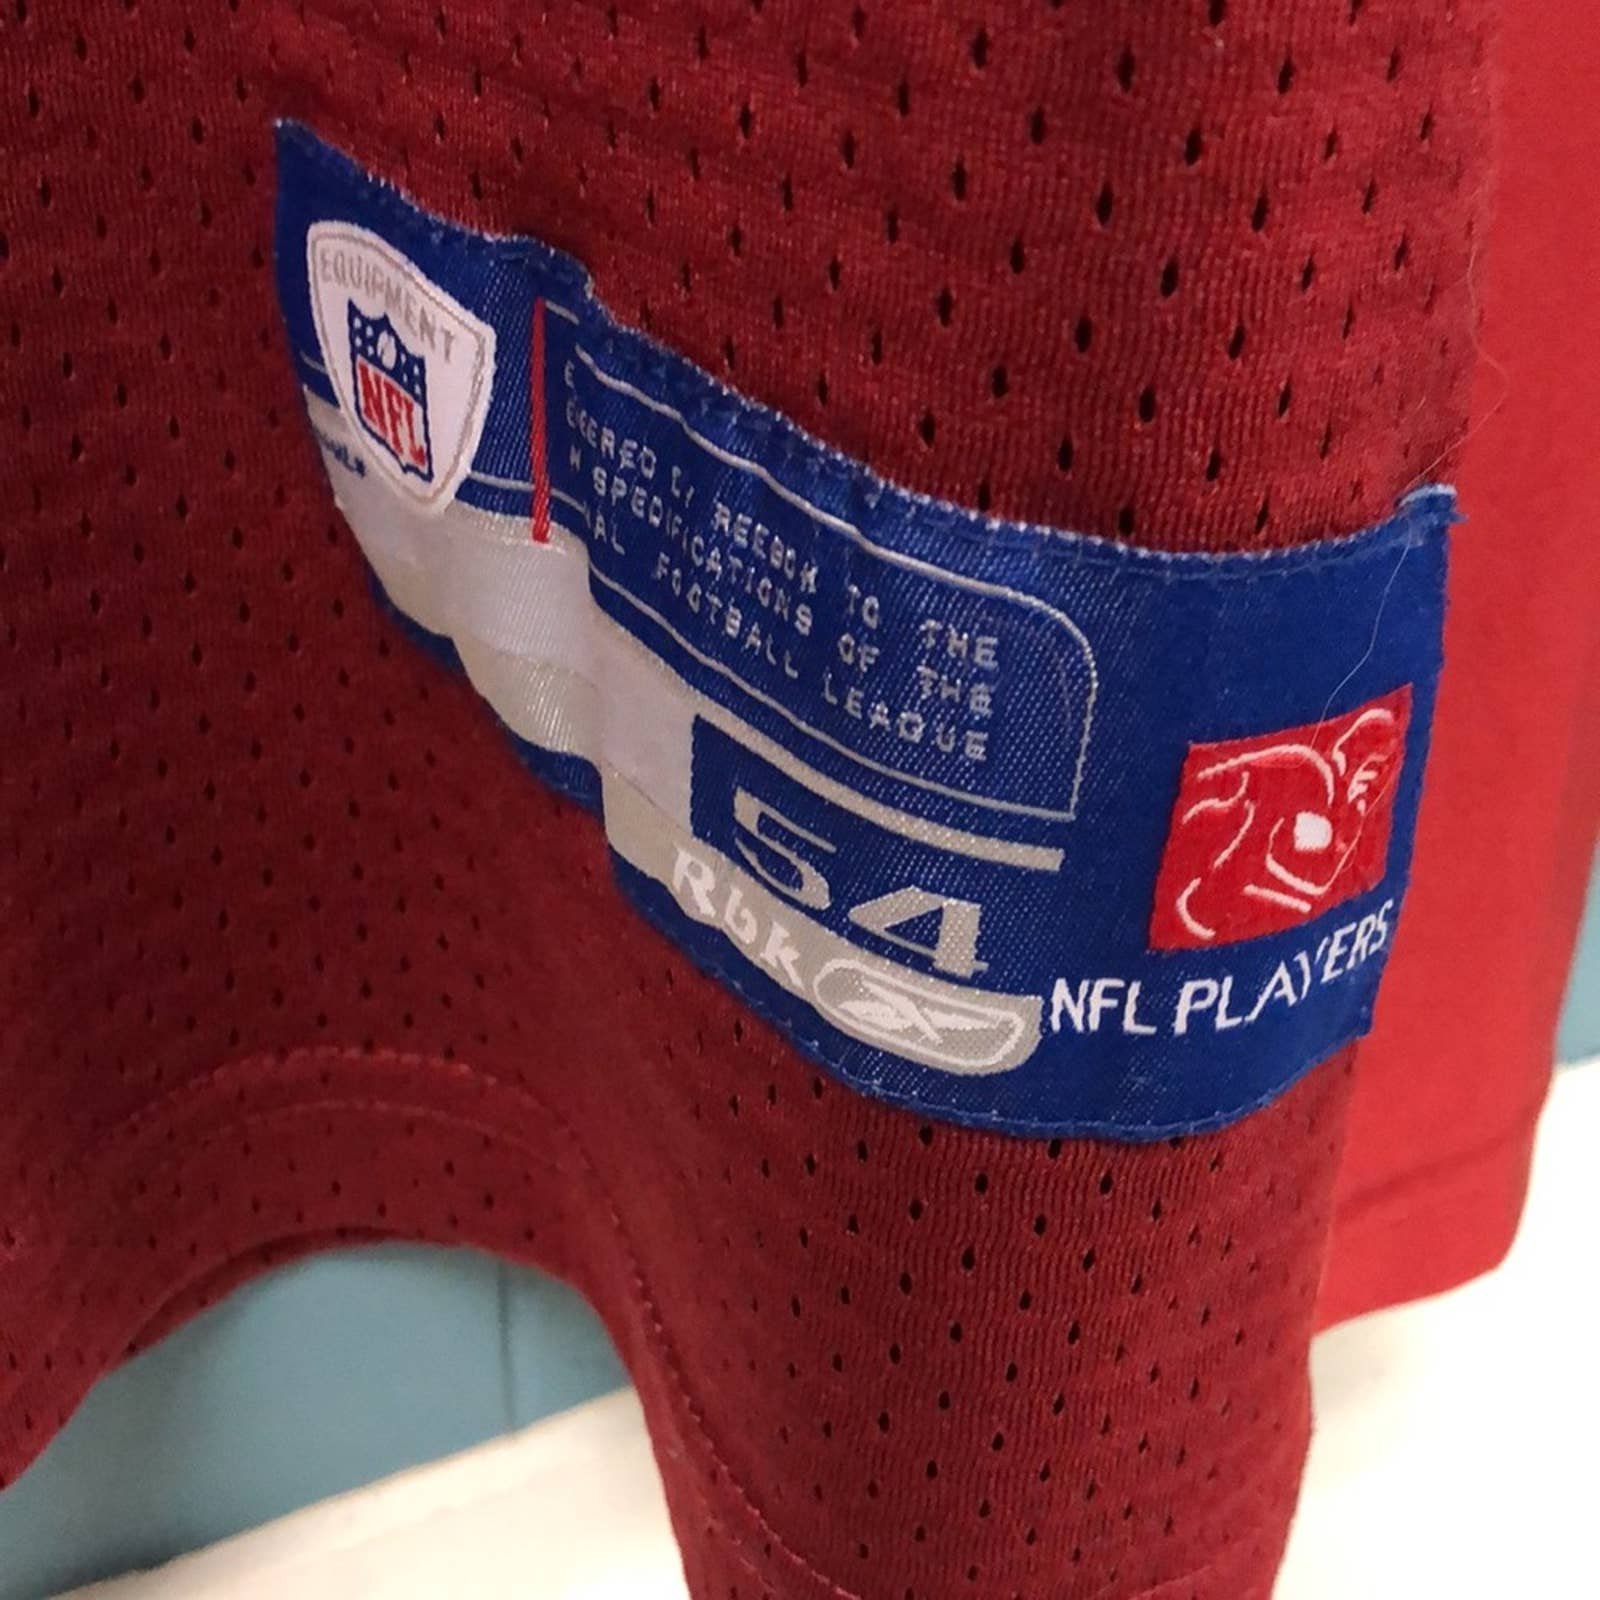 EQUIPMENT
NFL
REEBOK TO THE
SPECIFICATIONS OF THE
FOOTBALL LEAGUE
54
Rbk
NFL PLAYERS